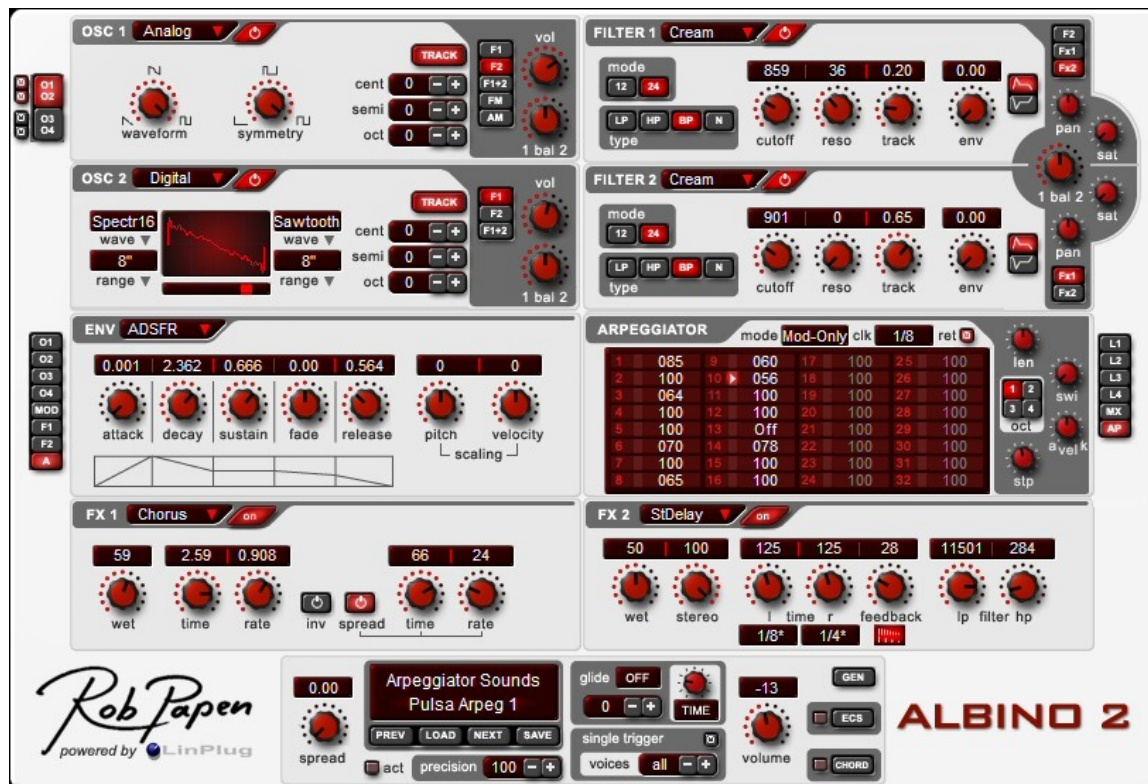 OSC 1 Analog
TRACK
F1
F2
F1+2
FM
AM
vol
O1
O2
O3
O4
cent 0 - +
semi 0 - +
oct 0 - +
waveform symmetry
1 bal 2
FILTER 1 Cream
mode
12 24
LP HP BP N
type
859 36 0.20 0.00
cutoff reso track env
F2
Fx1
Fx2
pan
sat
1 bal 2
OSC 2 Digital
TRACK
F1
F2
F1+2
vol
Spectr16 Sawtooth
wave wave
8''' 8'''
range range
cent 0 - +
semi 0 - +
oct 0 - +
1 bal 2
FILTER 2 Cream
mode
12 24
LP HP BP N
type
901 0 0.65 0.00
cutoff reso track env
sat
pan
Fx1
Fx2
O1
O2
O3
O4
MOD
F1
F2
A
ENV ADSFR
0.001 2.362 0.666 0.00 0.564 0 0
attack decay sustain fade release pitch velocity
scaling
ARPEGGIATOR mode Mod-Only clk 1/8 ret
1 085 9 060 17 100 25 100
2 100 10 056 18 100 26 100
3 064 11 100 19 100 27 100
4 100 12 100 20 100 28 100
5 100 13 Off 21 100 29 100
6 070 14 078 22 100 30 100
7 100 15 100 23 100 31 100
8 065 16 100 24 100 32 100
len
1 2
3 4
oct
stp
swi
a vel k
L1
L2
L3
L4
MX
AP
FX 1 Chorus on
59 2.59 0.908 66 24
wet time rate inv spread time rate
FX 2 StDelay on
50 100 125 125 28 11501 284
wet stereo l time r feedback lp filter hp
1/8* 1/4*
Rob Papen
powered by LinPlug
0.00
spread
Arpeggiator Sounds
Pulsa Arpeg 1
PREV LOAD NEXT SAVE
act precision 100 - +
glide OFF
0 - + TIME
single trigger
voices all - +
-13
volume
GEN
ECS
CHORD
ALBINO 2